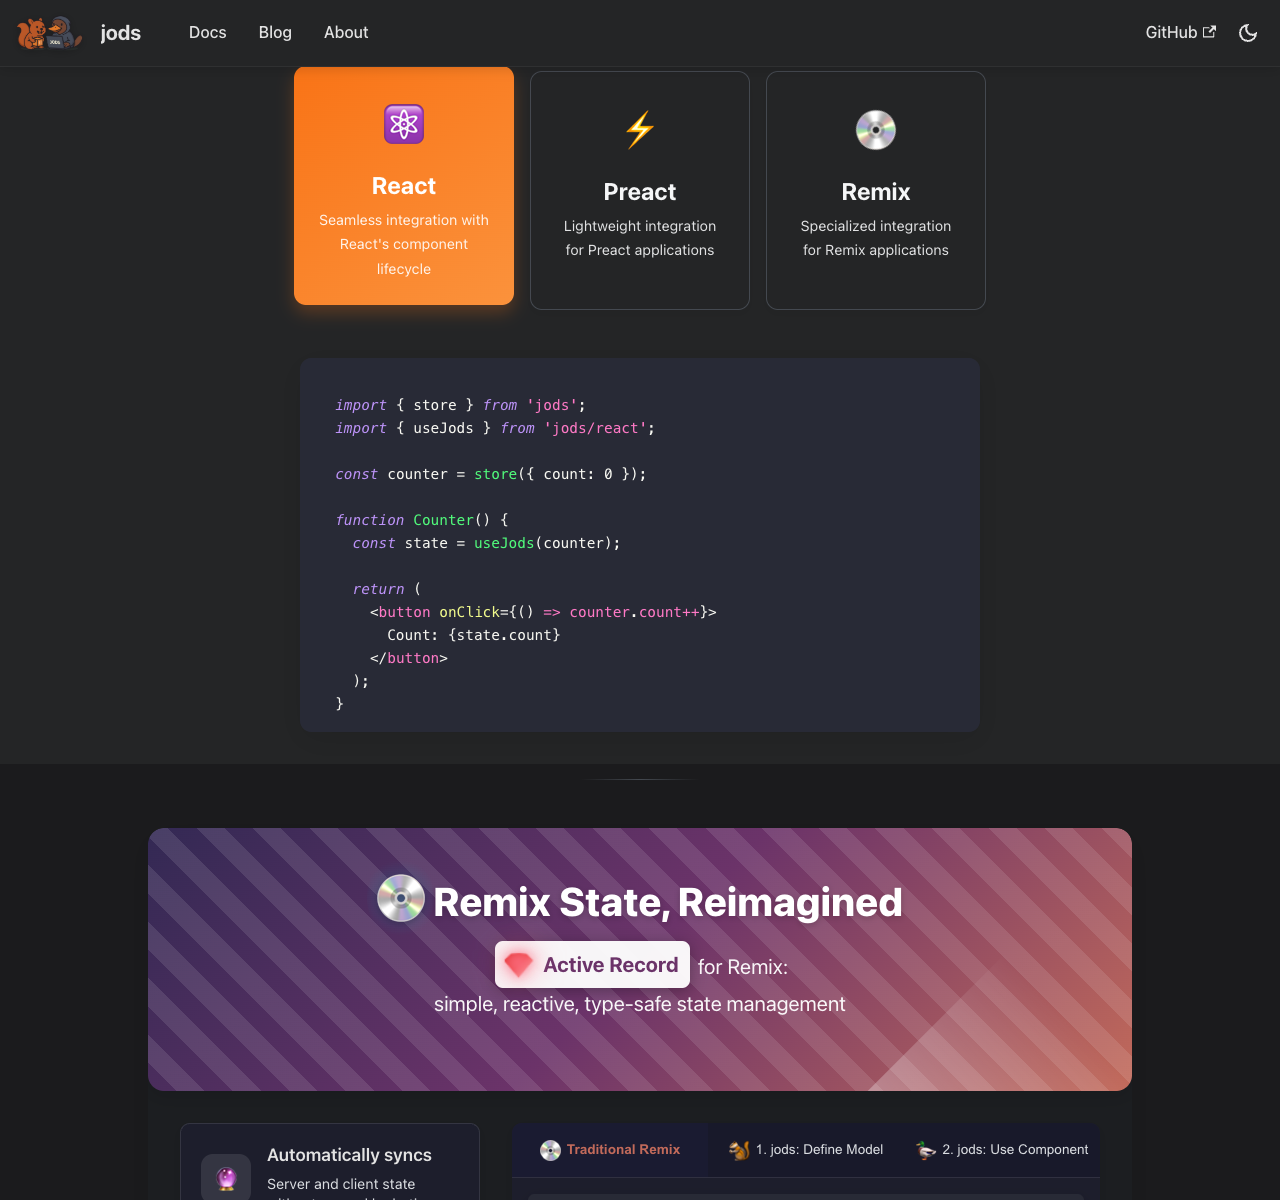 jods
Docs
Blog
About
GitHub
React
Seamless integration with
React's component
lifecycle
Preact
Lightweight integration
for Preact applications
Remix
Specialized integration
for Remix applications
import { store } from 'jods';
import { useJods } from 'jods/react';
const counter = store({ count: 0 });
function Counter() {
const state = useJods(counter);
return (
<button onClick={() => counter.count++}>
Count: {state.count}
</button>
);
}
Remix State, Reimagined
Active Record for Remix:
simple, reactive, type-safe state management
Automatically syncs
Server and client state
Traditional Remix
1. jods: Define Model
2. jods: Use Component